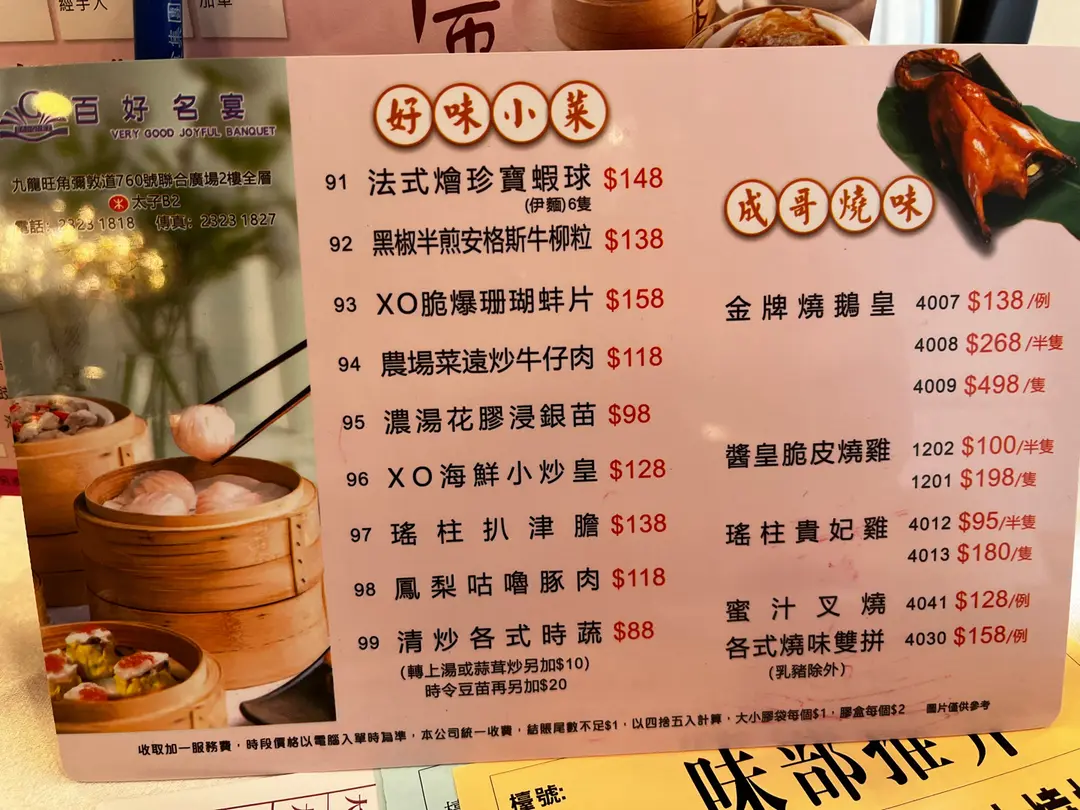 經手人
加單
百好名宴
VERY GOOD JOYFUL BANQUET
九龍旺角彌敦道760號聯合廣場2樓全層
太子B2
電話：2323 1818 傳真：2323 1827
好味小菜
91 法式燴珍寶蝦球 $148
(伊麵)6隻
92 黑椒半煎安格斯牛柳粒 $138
93 XO脆爆珊瑚蚌片 $158
94 農場菜遠炒牛仔肉 $118
95 濃湯花膠浸銀苗 $98
96 XO海鮮小炒皇 $128
97 瑤柱扒津膽 $138
98 鳳梨咕嚕豚肉 $118
99 清炒各式時蔬 $88
(轉上湯或蒜茸炒另加$10)
時令豆苗再另加$20
成哥燒味
金牌燒鵝皇 4007 $138/例
4008 $268/半隻
4009 $498/隻
醬皇脆皮燒雞 1202 $100/半隻
1201 $198/隻
瑤柱貴妃雞 4012 $95/半隻
4013 $180/隻
蜜汁叉燒 4041 $128/例
各式燒味雙拼 4030 $158/例
(乳豬除外)
收取加一服務費，時段價格以電腦入單時為準，本公司統一收費，結賬尾數不足$1，以四捨五入計算，大小膠袋每個$1，膠盒每個$2 圖片僅供參考
味部推介
檯號: